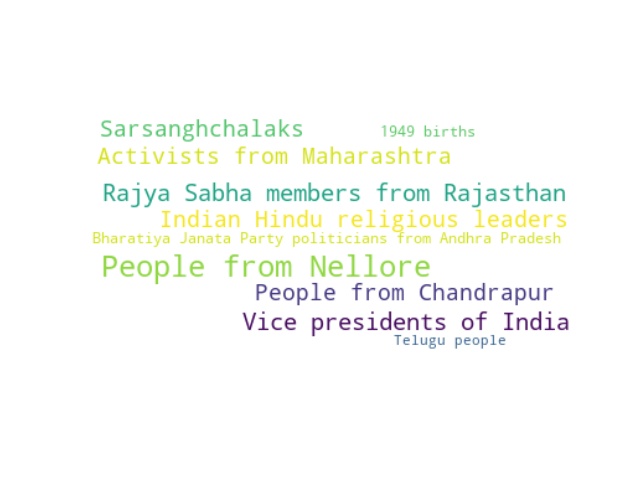 Sarsanghchalaks 1949 births
Activists from Maharashtra
Rajya Sabha members from Rajasthan
Indian Hindu religious leaders
Bharatiya Janata Party politicians from Andhra Pradesh
People from Nellore
People from Chandrapur
Vice presidents of India
Telugu people